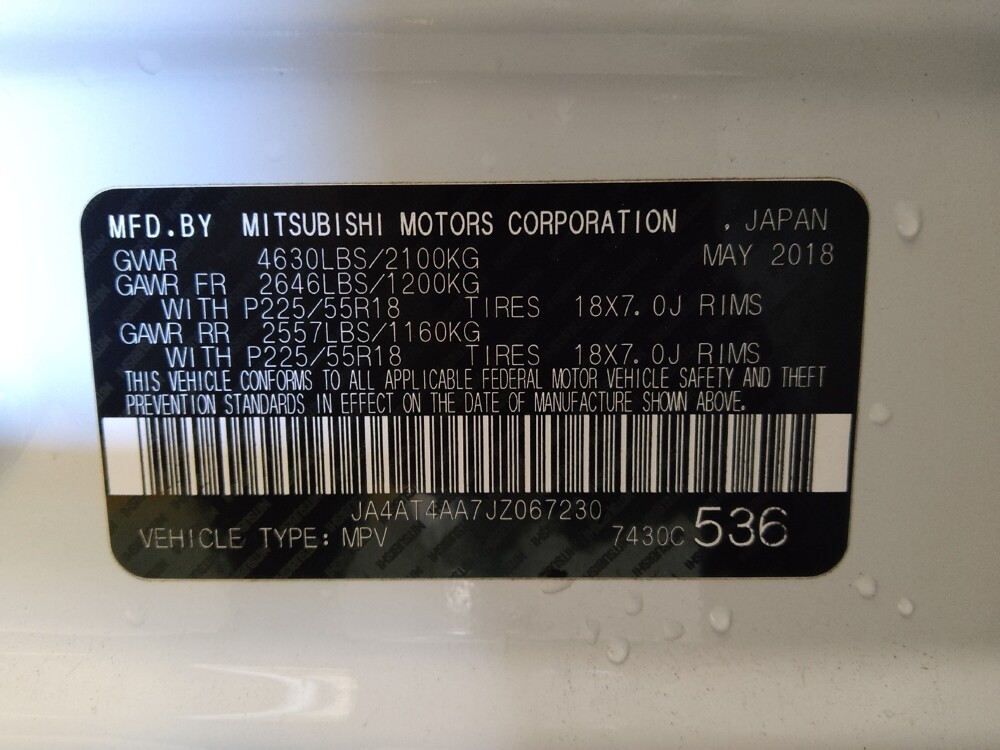 MFD.BY MITSUBISHI MOTORS CORPORATION , JAPAN
GVWR 4630LBS/2100KG MAY 2018
GAWR FR 2646LBS/1200KG
WITH P225/55R18 TIRES 18X7.0J RIMS
GAWR RR 2557LBS/1160KG
WITH P225/55R18 TIRES 18X7.0J RIMS
THIS VEHICLE CONFORMS TO ALL APPLICABLE FEDERAL MOTOR VEHICLE SAFETY AND THEFT
PREVENTION STANDARDS IN EFFECT ON THE DATE OF MANUFACTURE SHOWN ABOVE.
JA4AT4AA7JZ067230
VEHICLE TYPE: MPV 7430C 536